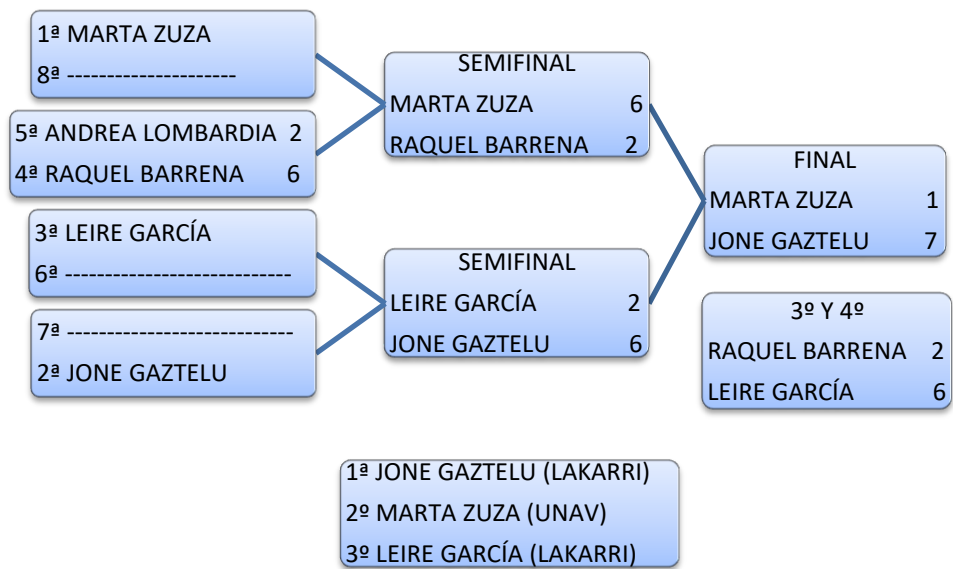 1ª MARTA ZUZA
8ª ---------------------
5ª ANDREA LOMBARDIA 2
4ª RAQUEL BARRENA 6
3ª LEIRE GARCÍA
6ª ----------------------------
7ª ----------------------------
2ª JONE GAZTELU
SEMIFINAL
MARTA ZUZA 6
RAQUEL BARRENA 2
SEMIFINAL
LEIRE GARCÍA 2
JONE GAZTELU 6
FINAL
MARTA ZUZA 1
JONE GAZTELU 7
3º Y 4º
RAQUEL BARRENA 2
LEIRE GARCÍA 6
1ª JONE GAZTELU (LAKARRI)
2º MARTA ZUZA (UNAV)
3º LEIRE GARCÍA (LAKARRI)